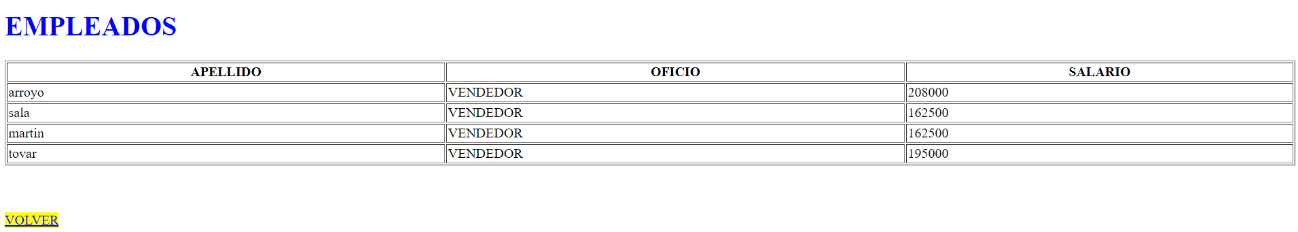 EMPLEADOS
APELLIDO OFICIO SALARIO
arroyo VENDEDOR 208000
sala VENDEDOR 162500
martin VENDEDOR 162500
tovar VENDEDOR 195000
VOLVER